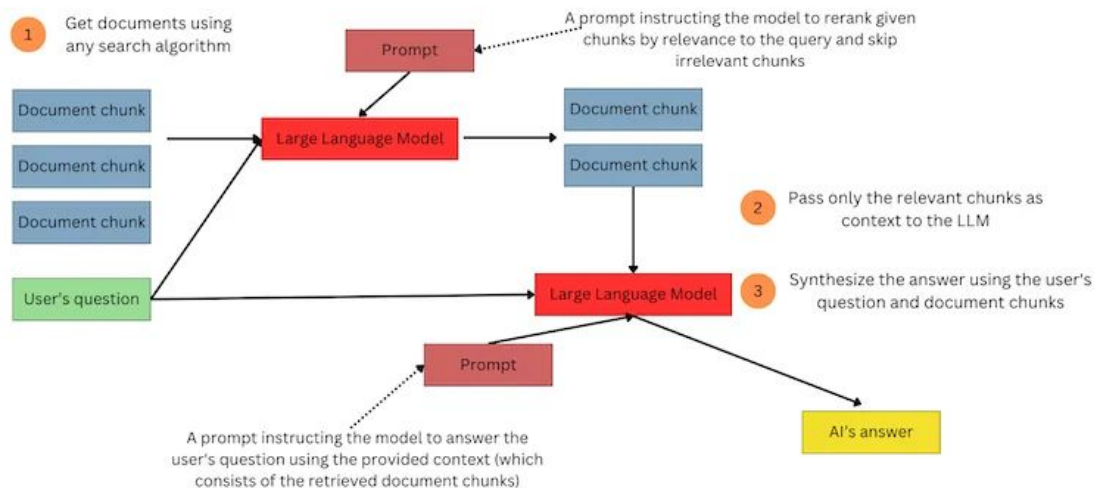 1
Get documents using
any search algorithm
Prompt
A prompt instructing the model to rerank given
chunks by relevance to the query and skip
irrelevant chunks
Document chunk
Document chunk
Document chunk
User's question
Large Language Model
Document chunk
Document chunk
2
Pass only the relevant chunks as
context to the LLM
Large Language Model
3
Synthesize the answer using the user's
question and document chunks
Prompt
A prompt instructing the model to answer the
user's question using the provided context (which
consists of the retrieved document chunks)
AI's answer